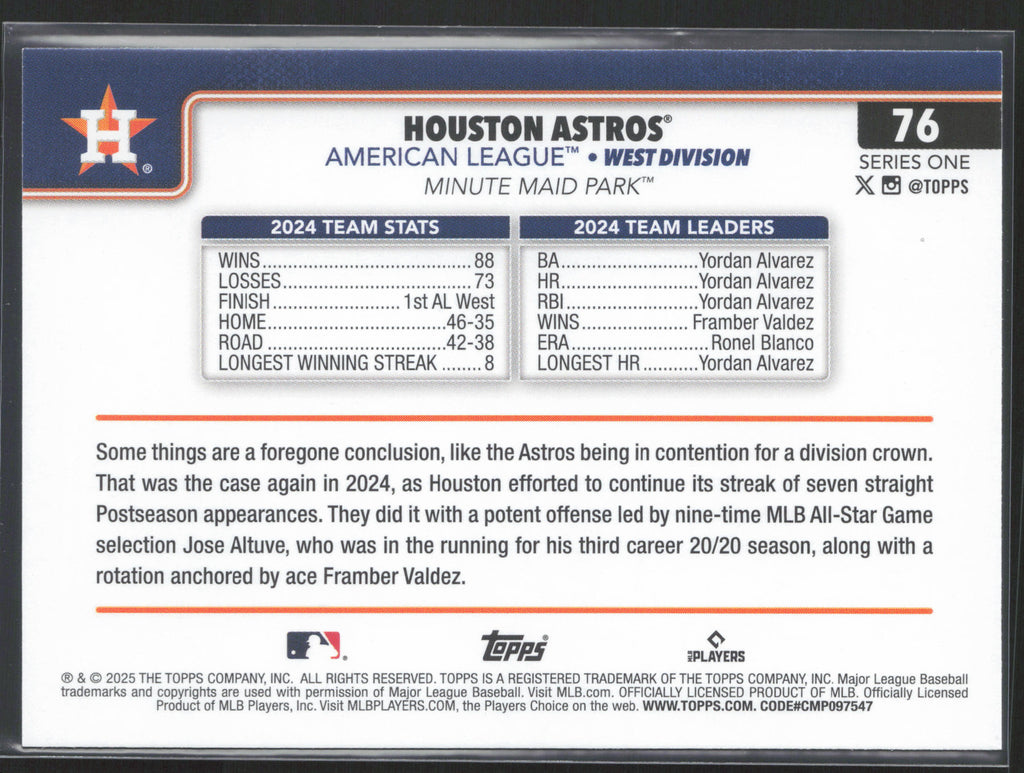 H ®
HOUSTON ASTROS®
AMERICAN LEAGUE™ • WEST DIVISION
MINUTE MAID PARK™
76
SERIES ONE
X @TOPPS
2024 TEAM STATS
WINS..............................88
LOSSES...........................73
FINISH..................1st AL West
HOME.........................46-35
ROAD.........................42-38
LONGEST WINNING STREAK ........8
2024 TEAM LEADERS
BA....................Yordan Alvarez
HR....................Yordan Alvarez
RBI...................Yordan Alvarez
WINS................Framber Valdez
ERA....................Ronel Blanco
LONGEST HR...........Yordan Alvarez
Some things are a foregone conclusion, like the Astros being in contention for a division crown.
That was the case again in 2024, as Houston efforted to continue its streak of seven straight
Postseason appearances. They did it with a potent offense led by nine-time MLB All-Star Game
selection Jose Altuve, who was in the running for his third career 20/20 season, along with a
rotation anchored by ace Framber Valdez.
®
Topps®
MLB PLAYERS
® & © 2025 THE TOPPS COMPANY, INC. ALL RIGHTS RESERVED. TOPPS IS A REGISTERED TRADEMARK OF THE TOPPS COMPANY, INC. Major League Baseball
trademarks and copyrights are used with permission of Major League Baseball. Visit MLB.com. OFFICIALLY LICENSED PRODUCT OF MLB. Officially Licensed
Product of MLB Players, Inc. Visit MLBPLAYERS.COM, the Players Choice on the web. WWW.TOPPS.COM. CODE#CMP097547